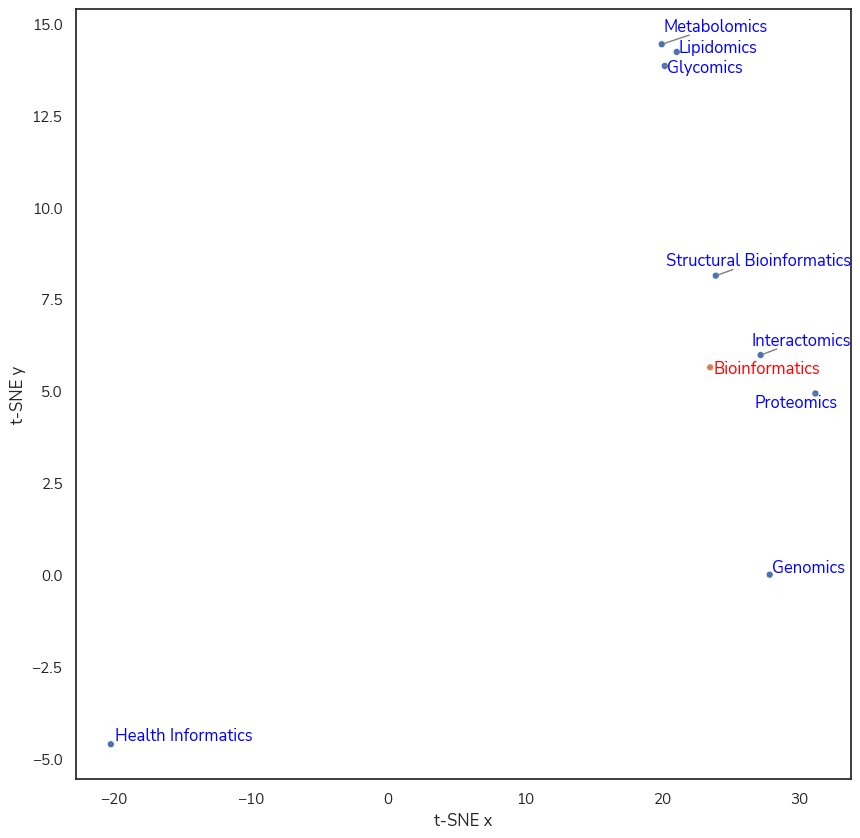 15.0
12.5
10.0
7.5
5.0
2.5
0.0
−2.5
−5.0
t-SNE y
Metabolomics
Lipidomics
Glycomics
Structural Bioinformatics
Interactomics
Bioinformatics
Proteomics
Genomics
Health Informatics
−20
−10
0
10
20
30
t-SNE x